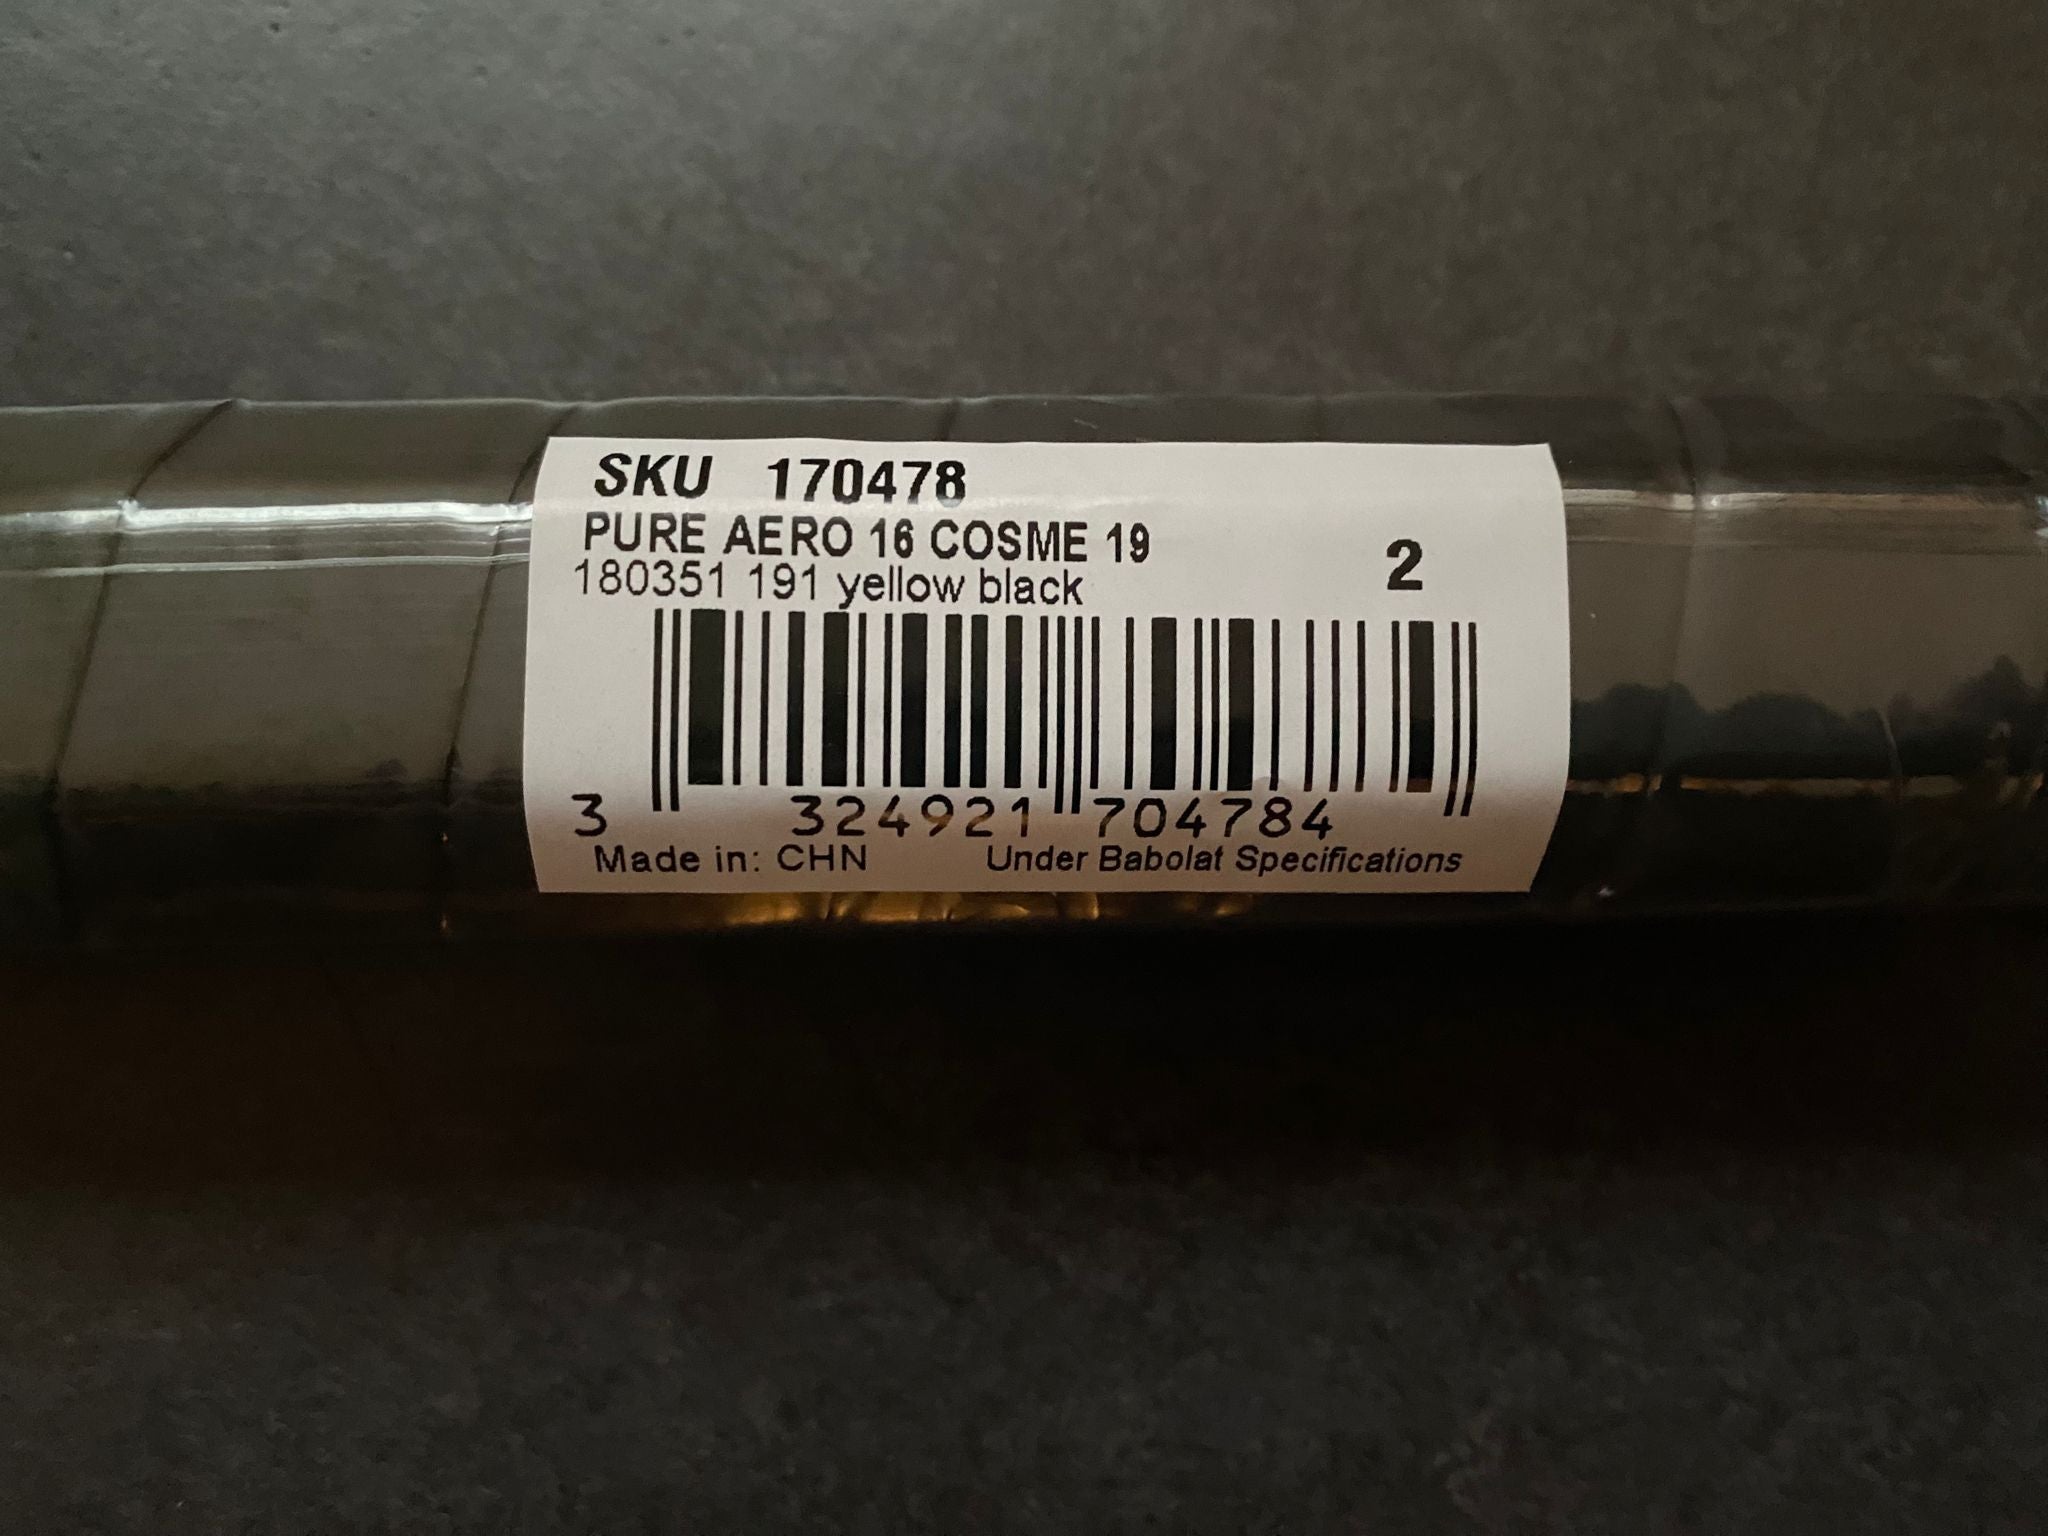 SKU 170478
PURE AERO 16 COSME 19
2
180351 191 yellow black
3 324921 704784
Made in: CHN Under Babolat Specifications